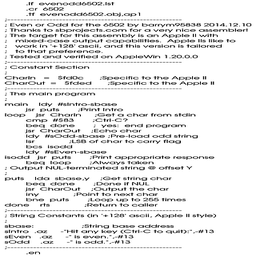 .lf evenodd6502.lst
.cr 6502
.tf evenodd6502.obj,ap1
;------------------------------------------------------
; Even or Odd for the 6502 by barrym95838 2014.12.10
; Thanks to sbprojects.com for a very nice assembler!
; The target for this assembly is an Apple II with
; mixed-case output capabilities. Apple IIs like to
; work in '+128' ascii, and this version is tailored
; to that preference.
; Tested and verified on AppleWin 1.20.0.0
;------------------------------------------------------
; Constant Section
;
CharIn = $fd0c ;Specific to the Apple II
CharOut = $fded ;Specific to the Apple II
;------------------------------------------------------
; The main program
;
main ldy #sIntro-sbase
jsr puts ;Print Intro
loop jsr CharIn ;Get a char from stdin
cmp #$83 ;Ctrl-C?
beq done ; yes: end program
jsr CharOut ;Echo char
ldy #sOdd-sbase ;Pre-load odd string
lsr ;LSB of char to carry flag
bcs isodd
ldy #sEven-sbase
isodd jsr puts ;Print appropriate response
beq loop ;Always taken
; Output NUL-terminated string @ offset Y
;
puts lda sbase,y ;Get string char
beq done ;Done if NUL
jsr CharOut ;Output the char
iny ;Point to next char
bne puts ;Loop up to 255 times
done rts ;Return to caller
;------------------------------------------------------
; String Constants (in '+128' ascii, Apple II style)
;
sbase: ;String base address
sIntro .az -"Hit any key (Ctrl-C to quit):",-#13
sEven .az -" is even.",-#13
sOdd .az -" is odd.",-#13
;------------------------------------------------------
.en